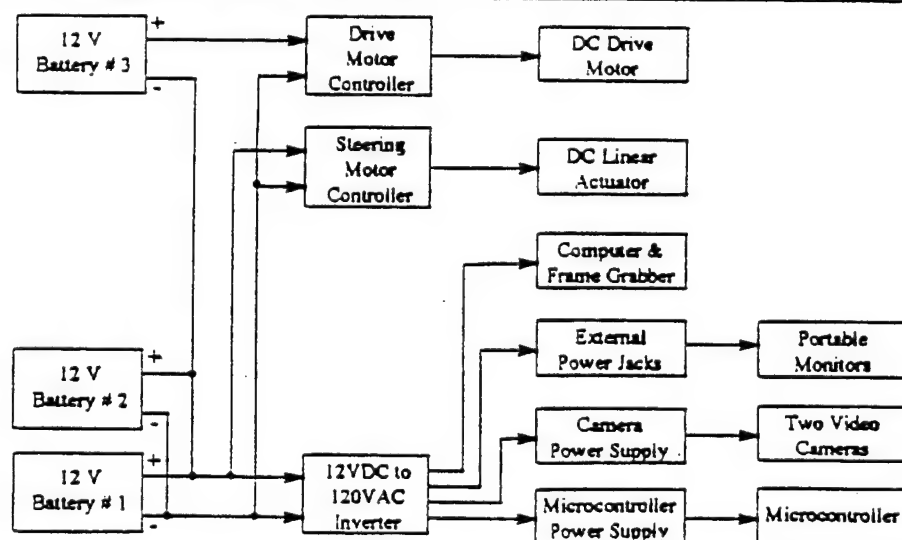 +
12 V
Battery # 3
-
Drive
Motor
Controller
DC Drive
Motor
Steering
Motor
Controller
DC Linear
Actuator
Computer &
Frame Grabber
External
Power Jacks
Portable
Monitors
+
12 V
Battery # 2
-
Camera
Power Supply
Two Video
Cameras
+
12 V
Battery # 1
-
12VDC to
120VAC
Inverter
Microcontroller
Power Supply
Microcontroller